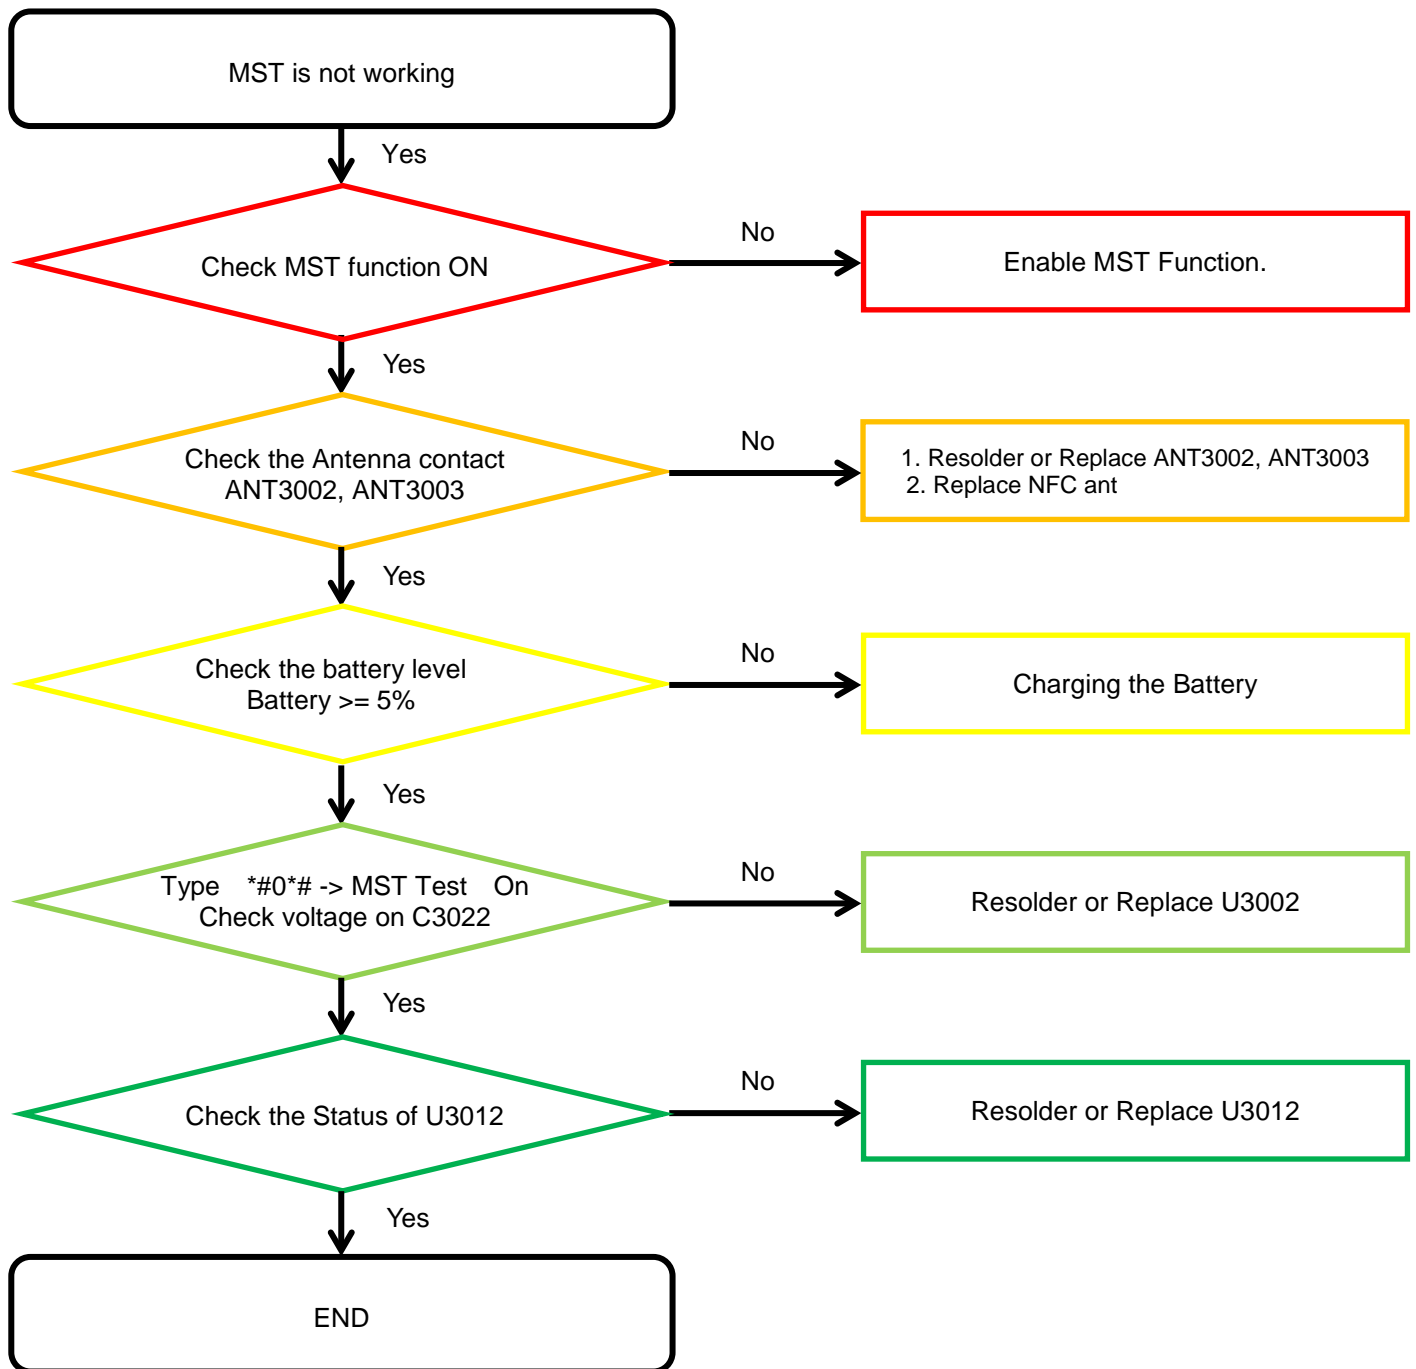 MST is not working
Yes
Check MST function ON
No
Enable MST Function.
Yes
Check the Antenna contact
ANT3002, ANT3003
No
1. Resolder or Replace ANT3002, ANT3003
2. Replace NFC ant
Yes
Check the battery level
Battery >= 5%
No
Charging the Battery
Yes
Type *#0*# -> MST Test On
Check voltage on C3022
No
Resolder or Replace U3002
Yes
Check the Status of U3012
No
Resolder or Replace U3012
Yes
END